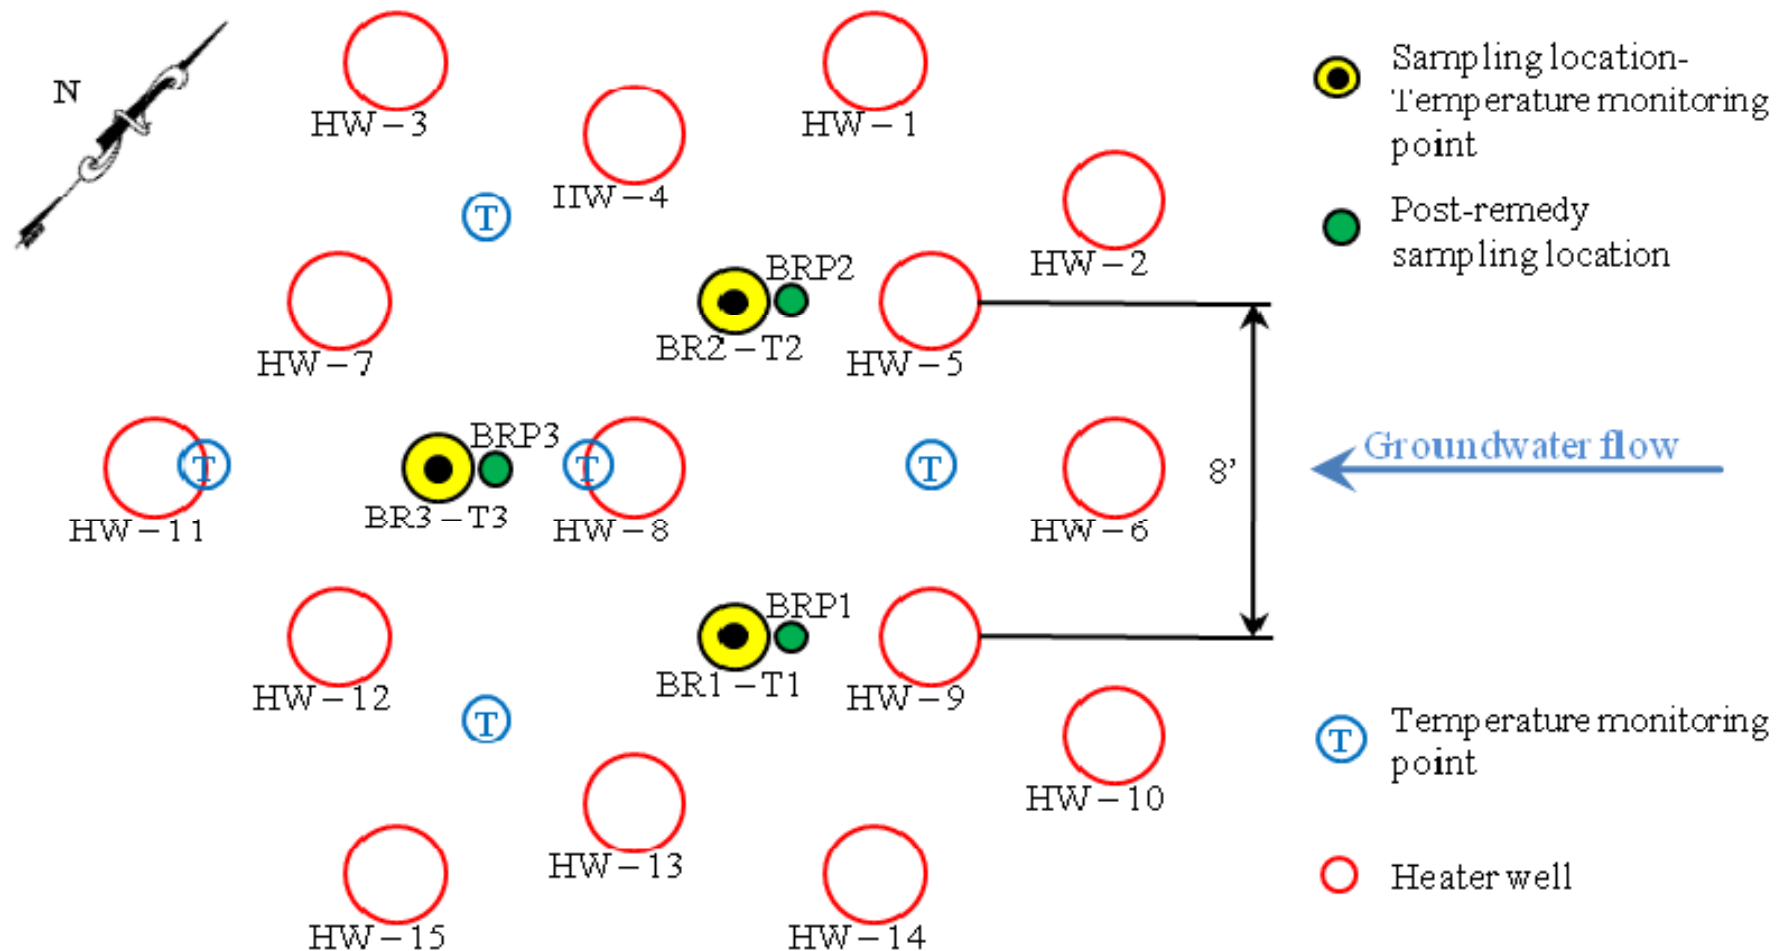 N
HW-3
HW-1
HW-4
T
HW-2
BRP2
BR2-T2
HW-5
HW-7
BRP3
T
T
T
BR3-T3
HW-8
HW-11
HW-6
8'
Groundwater flow
BRP1
BR1-T1
HW-9
HW-12
T
HW-10
HW-13
HW-15
HW-14
Sampling location-
Temperature monitoring
point
Post-remedy
sampling location
T
Temperature monitoring
point
Heater well